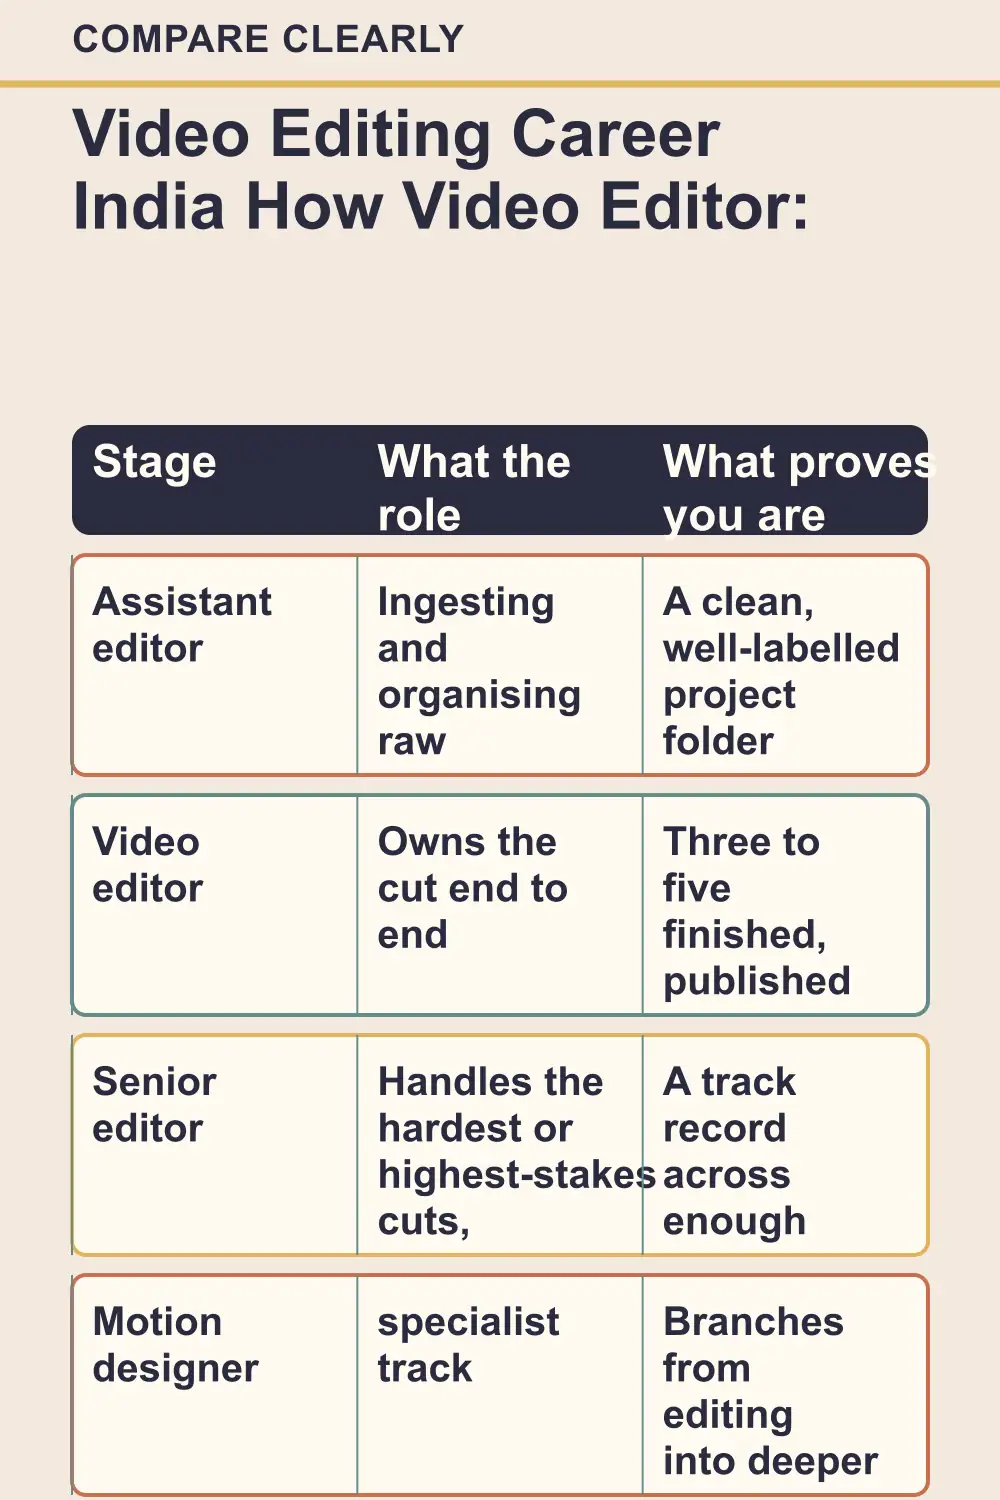 COMPARE CLEARLY
Video Editing Career
India How Video Editor:
Stage
What the
role
What proves
you are
Assistant
editor
Ingesting
and
organising
raw
A clean,
well-labelled
project
folder
Video
editor
Owns the
cut end to
end
Three to
five
finished,
published
Senior
editor
Handles the
hardest or
highest-stakes
cuts,
A track
record
across
enough
Motion
designer
specialist
track
Branches
from
editing
into deeper